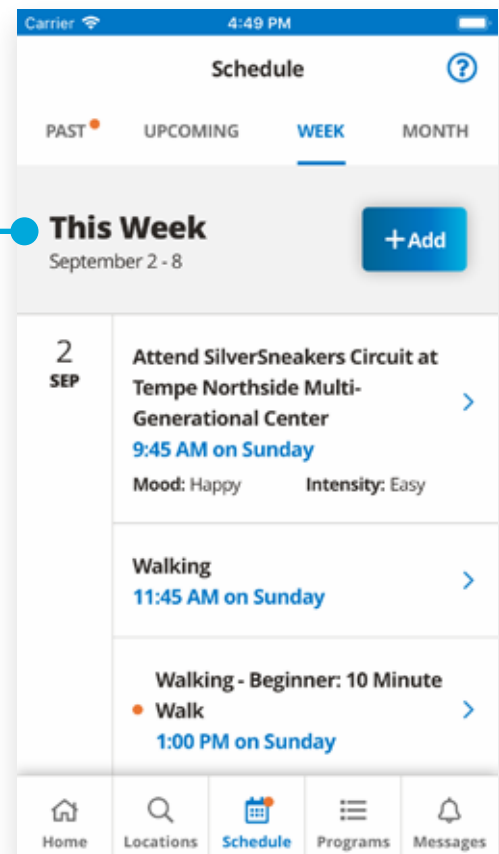 Carrier 4:49 PM
Schedule ?
PAST UPCOMING WEEK MONTH
This Week
September 2 - 8
+Add
2
SEP
Attend SilverSneakers Circuit at
Tempe Northside Multi-
Generational Center
9:45 AM on Sunday
Mood: Happy Intensity: Easy
Walking
11:45 AM on Sunday
Walking - Beginner: 10 Minute
Walk
1:00 PM on Sunday
Home Locations Schedule Programs Messages